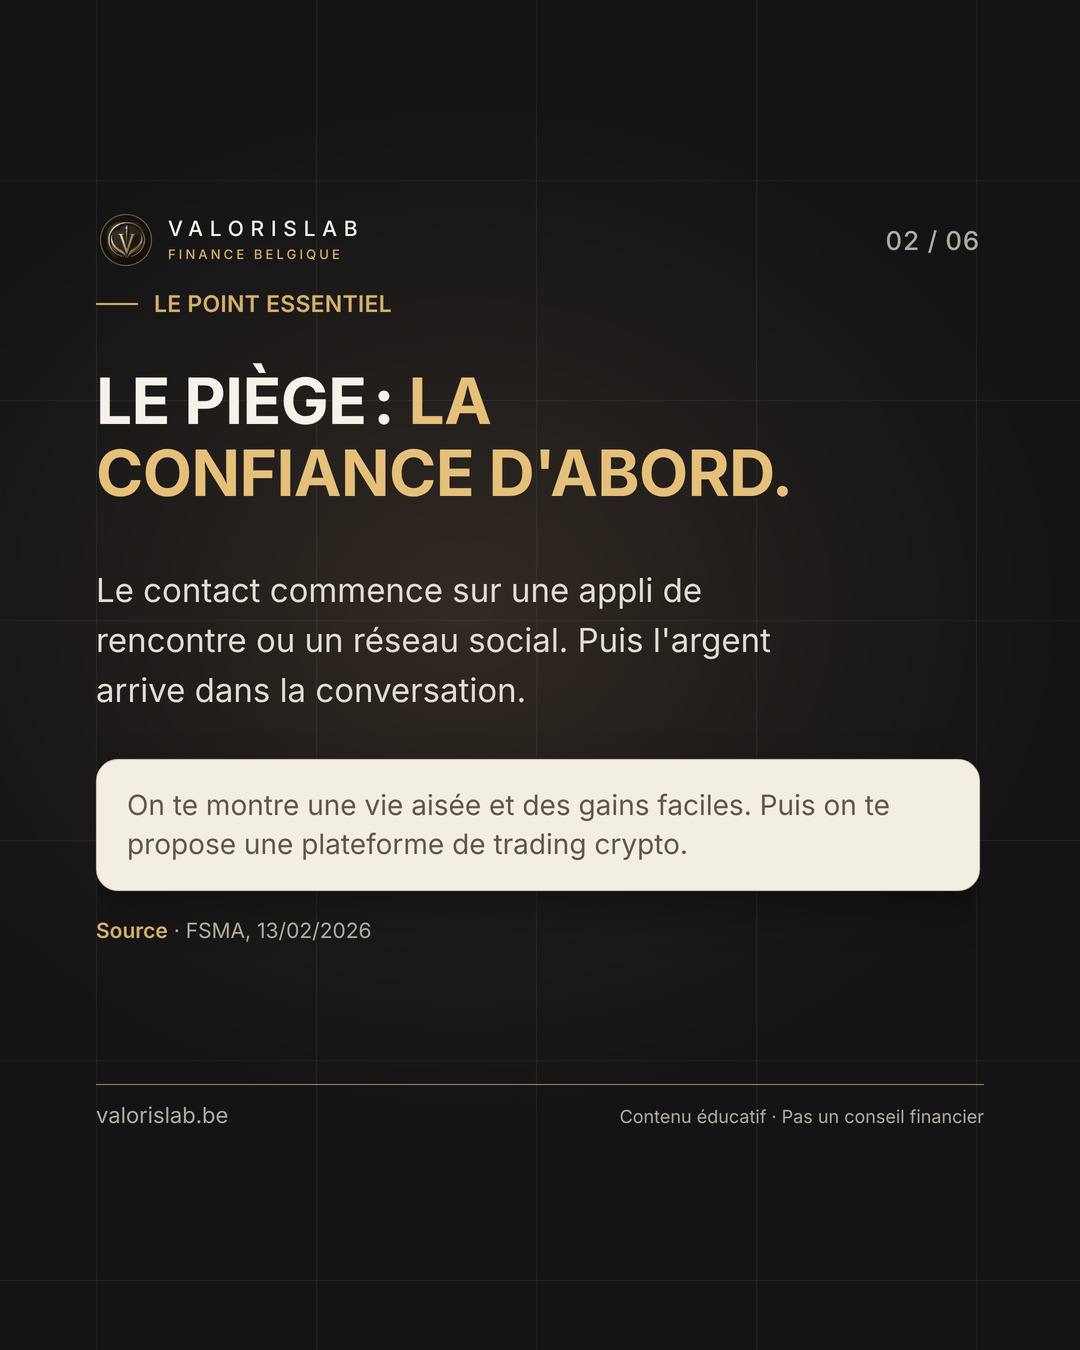 VALORISLAB
FINANCE BELGIQUE
02 / 06
LE POINT ESSENTIEL
LE PIÈGE : LA
CONFIANCE D'ABORD.
Le contact commence sur une appli de
rencontre ou un réseau social. Puis l'argent
arrive dans la conversation.
On te montre une vie aisée et des gains faciles. Puis on te
propose une plateforme de trading crypto.
Source · FSMA, 13/02/2026
valorislab.be
Contenu éducatif · Pas un conseil financier